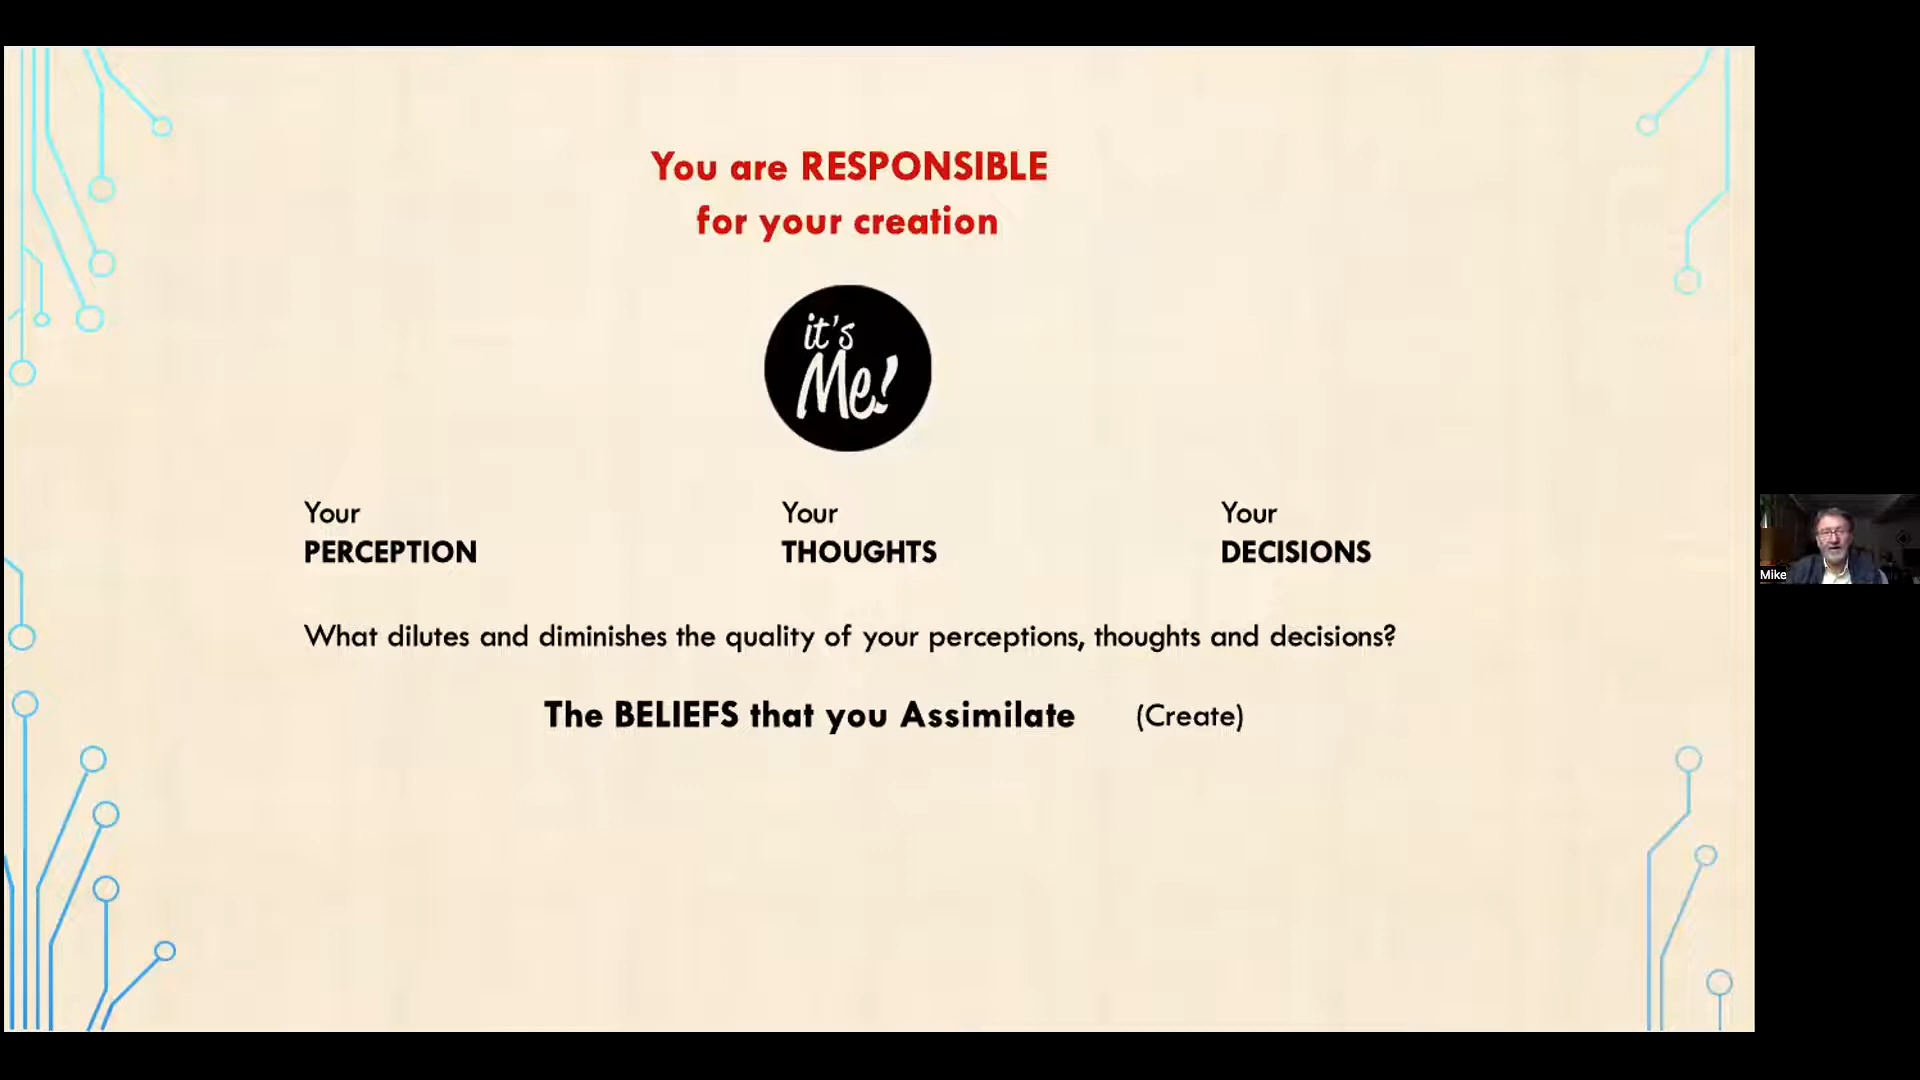 You are RESPONSIBLE
for your creation
it's
Me!
Your
PERCEPTION
Your
THOUGHTS
Your
DECISIONS
What dilutes and diminishes the quality of your perceptions, thoughts and decisions?
The BELIEFS that you Assimilate (Create)
Mike